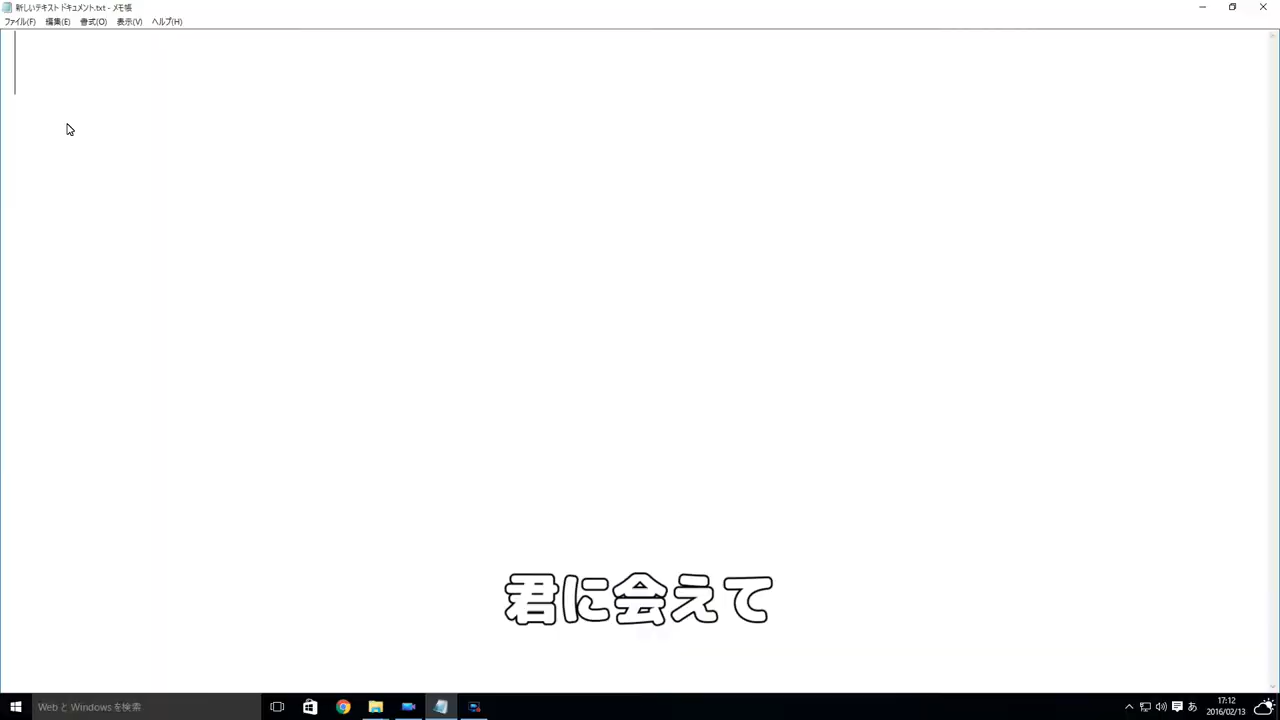 新しいテキスト ドキュメント.txt - メモ帳
ファイル(F) 編集(E) 書式(O) 表示(V) ヘルプ(H)
君に会えて
Web と Windows を検索
あ
17:12
2016/02/13